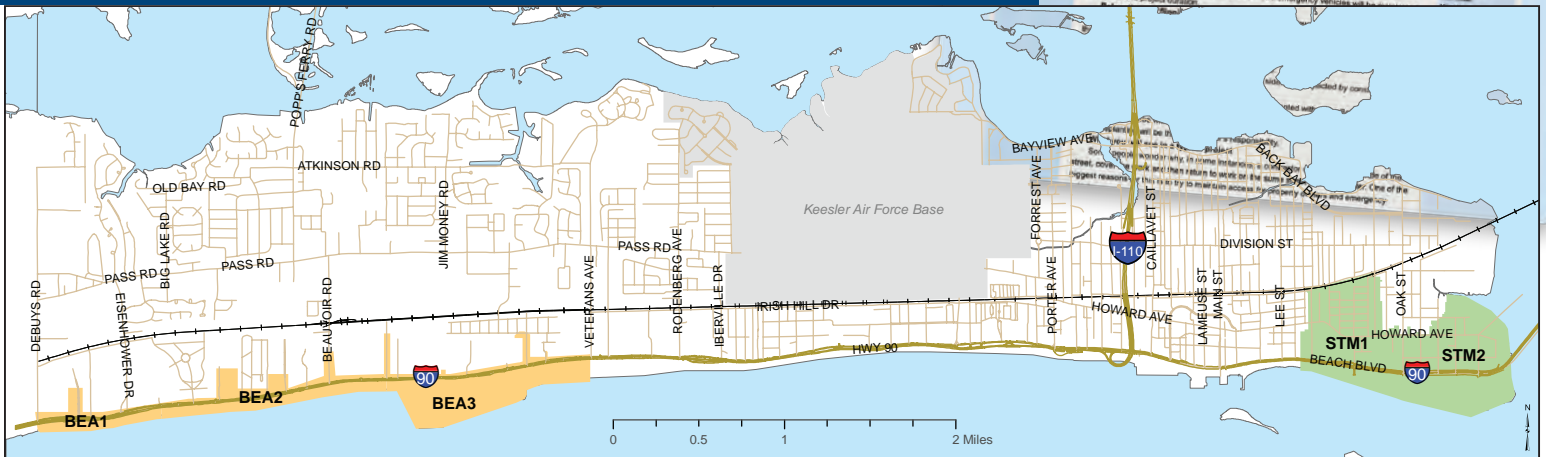 POPP'S FERRY RD
ATKINSON RD
OLD BAY RD
BIG LAKE RD
JIM MONEY RD
PASS RD
PASS RD
PASS RD
DEBUYS RD
EISENHOWER DR
BEAUVOIR RD
VETERANS AVE
RODENBERG AVE
IBERVILLE DR
IRISH HILL DR
Keesler Air Force Base
BAYVIEW AVE
FORREST AVE
BACK BAY BLVD
I-110
CAILLAVET ST
DIVISION ST
PORTER AVE
HOWARD AVE
LAMEUSE ST
MAIN ST
LEE ST
OAK ST
HOWARD AVE
HWY 90
BEACH BLVD
90
90
BEA1
BEA2
BEA3
STM1
STM2
0 0.5 1 2 Miles
N